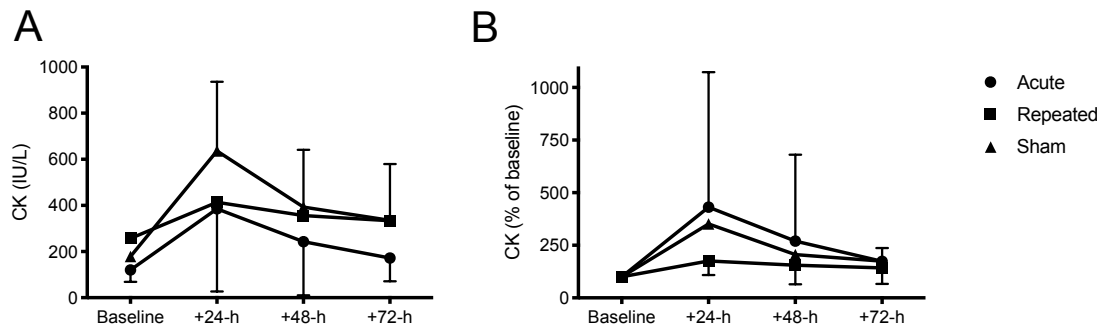 A
CK (IU/L)
1000
800
600
400
200
0
Baseline +24-h +48-h +72-h
B
CK (% of baseline)
1000
750
500
250
0
Baseline +24-h +48-h +72-h
Acute
Repeated
Sham